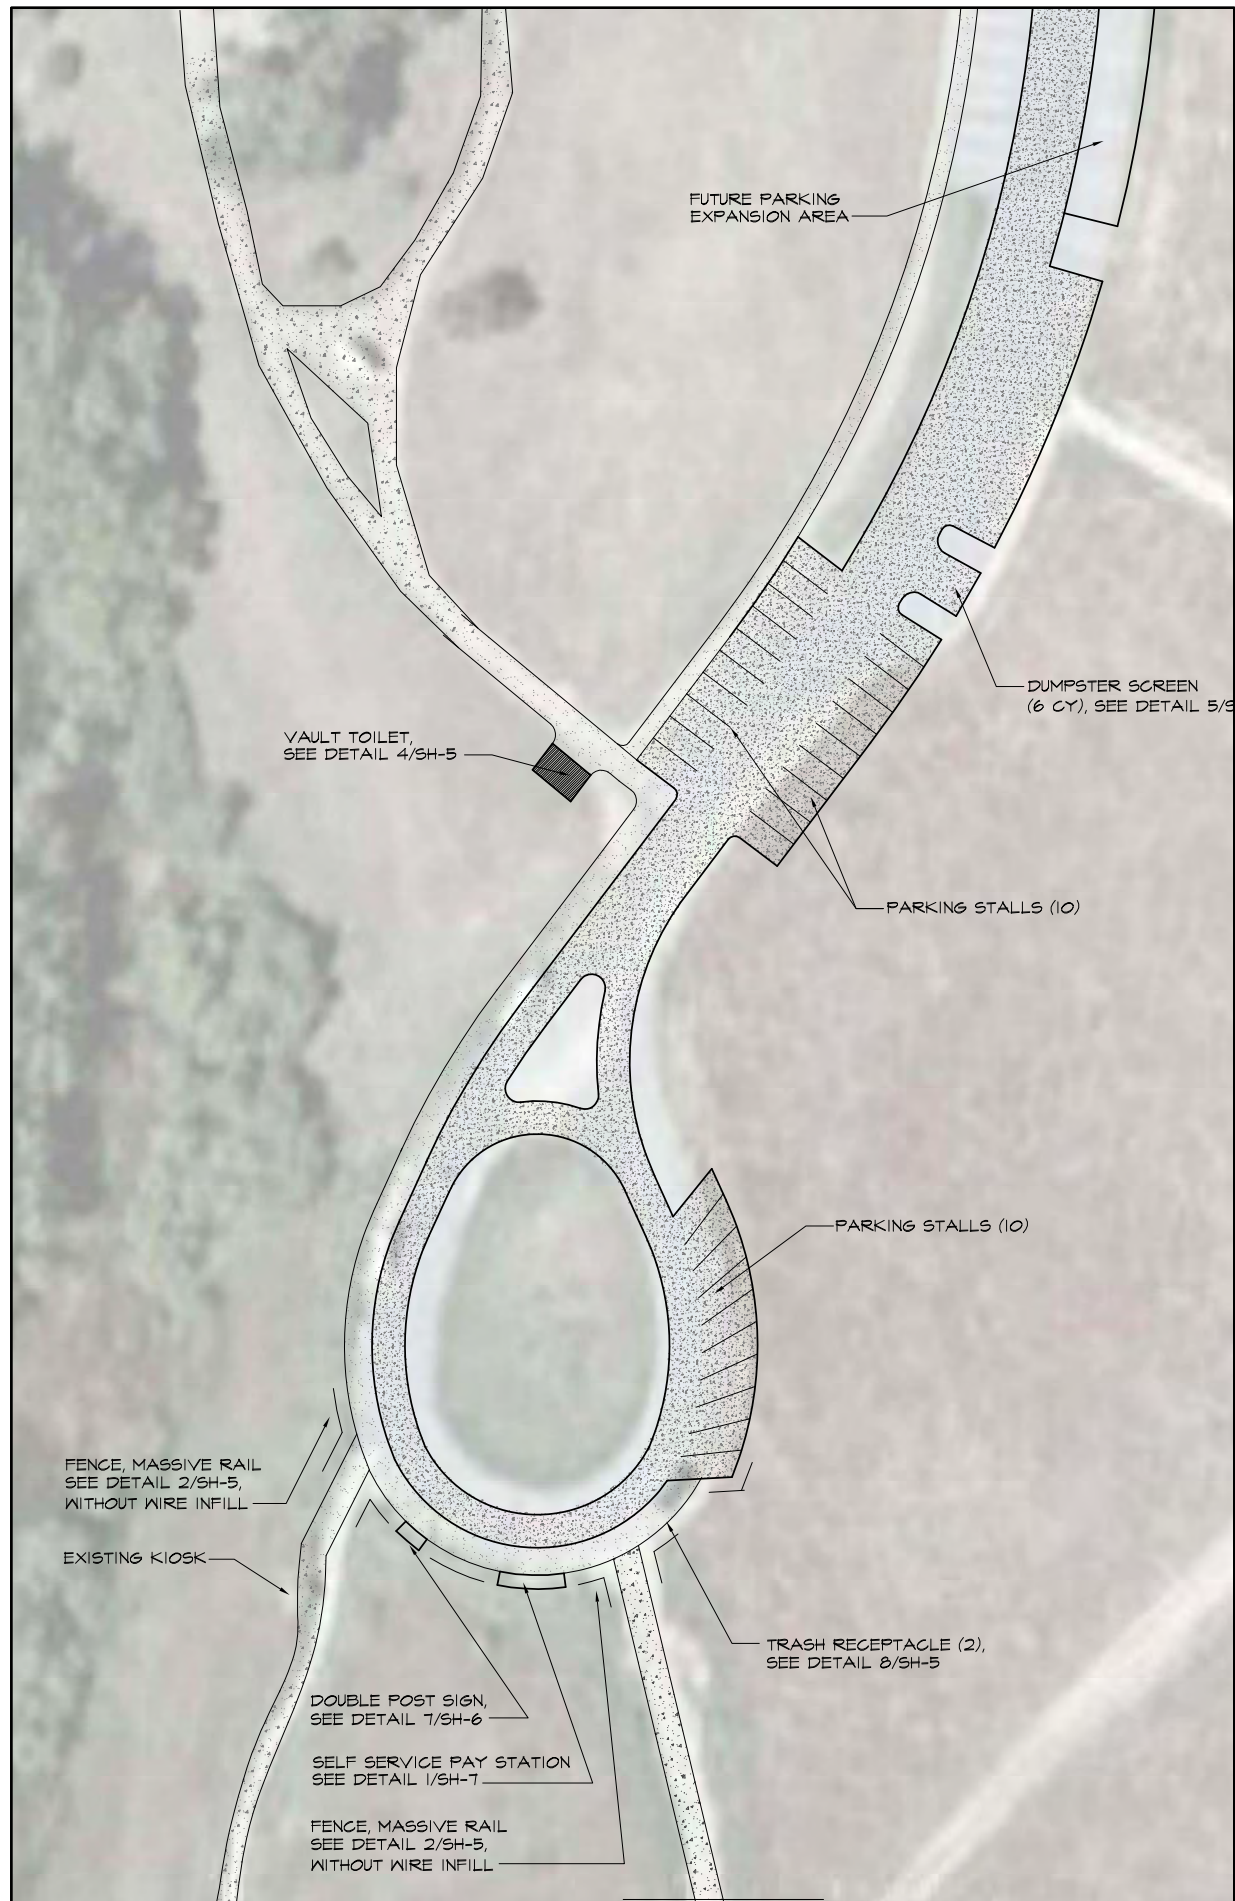 FUTURE PARKING
EXPANSION AREA
DUMPSTER SCREEN
(6 CY), SEE DETAIL 5/S
VAULT TOILET,
SEE DETAIL 4/SH-5
PARKING STALLS (10)
PARKING STALLS (10)
FENCE, MASSIVE RAIL
SEE DETAIL 2/SH-5,
WITHOUT WIRE INFILL
EXISTING KIOSK
TRASH RECEPTACLE (2),
SEE DETAIL 8/SH-5
DOUBLE POST SIGN,
SEE DETAIL 7/SH-6
SELF SERVICE PAY STATION
SEE DETAIL 1/SH-7
FENCE, MASSIVE RAIL
SEE DETAIL 2/SH-5,
WITHOUT WIRE INFILL